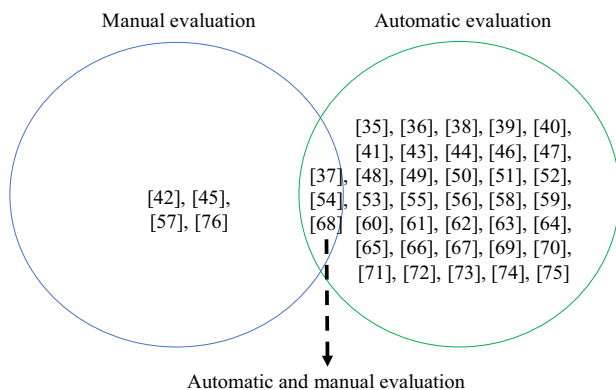 Manual evaluation
Automatic evaluation
[35], [36], [38], [39], [40],
[41], [43], [44], [46], [47],
[37], [48], [49], [50], [51], [52],
[42], [45],
[54], [53], [55], [56], [58], [59],
[57], [76]
[68] [60], [61], [62], [63], [64],
[65], [66], [67], [69], [70],
[71], [72], [73], [74], [75]
Automatic and manual evaluation